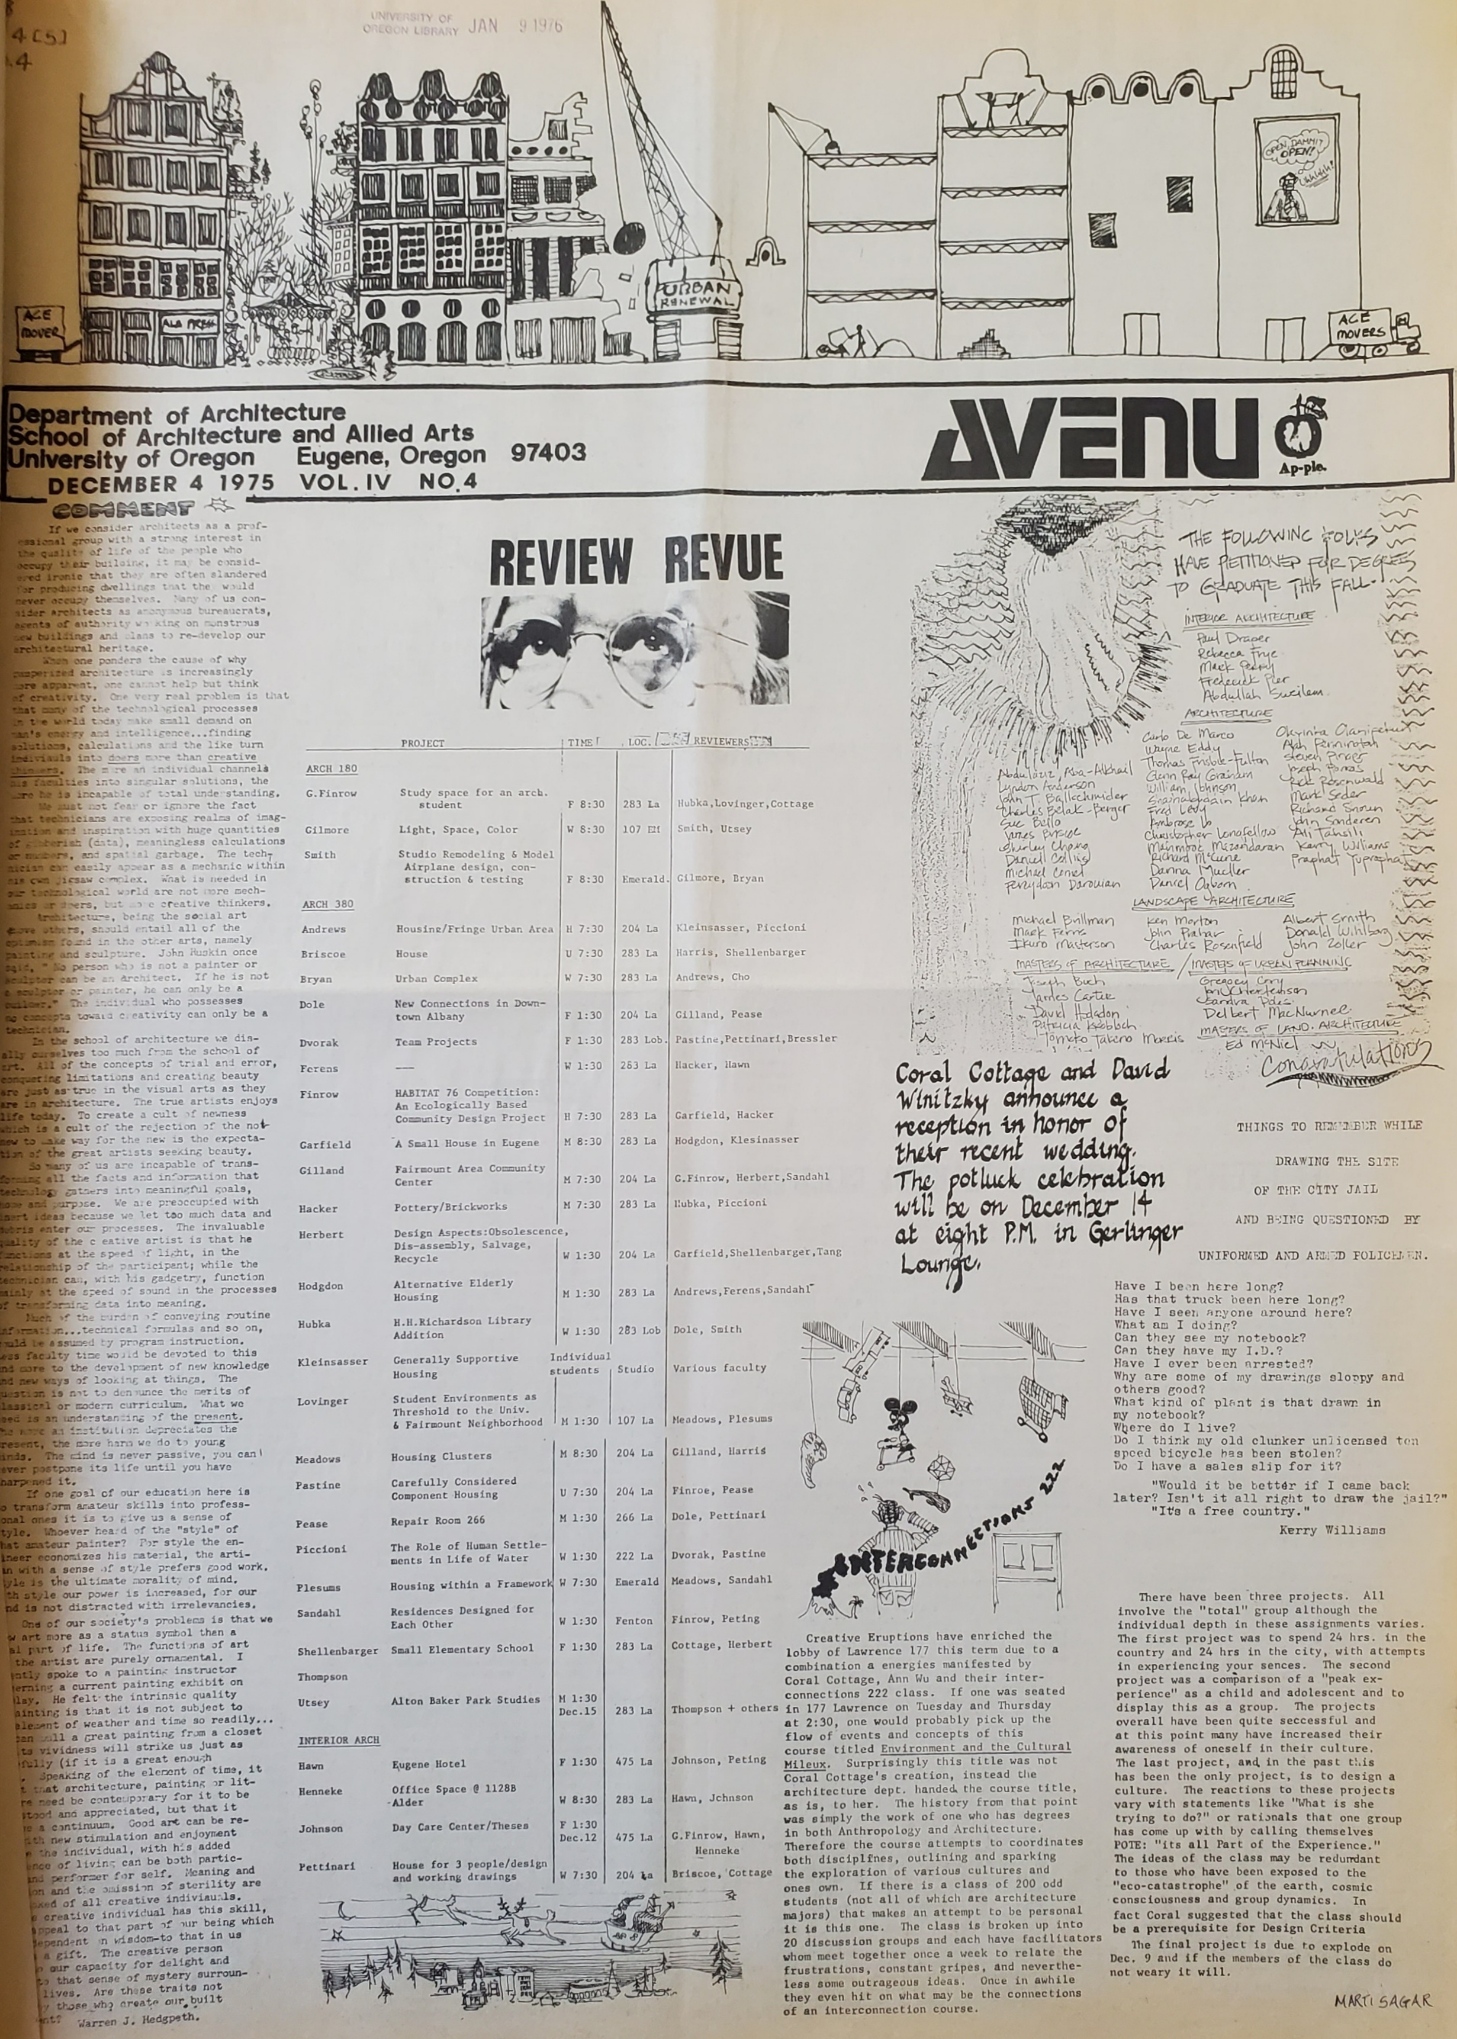 4 [5]
.4
UNIVERSITY OF
OREGON LIBRARY JAN 9 1976
ACE
MOVER
ALA PRESS
URBAN
RENEWAL
OPEN, DAMMIT
OPEN!
ACE
MOVERS
Department of Architecture
School of Architecture and Allied Arts
University of Oregon Eugene, Oregon 97403
DECEMBER 4 1975 VOL. IV NO.4
AVENU
Ap-ple.
COMMENT
If we consider architects as a prof-
essional group with a strong interest in
the quality of life of the people who
occupy their building, it may be consid-
ered ironic that they are often slandered
for producing dwellings that the would
never occupy themselves. Many of us con-
sider architects as anonymous bureaucrats,
agents of authority working on monstrous
new buildings and plans to re-develop our
architectural heritage.
When one ponders the cause of why
architecture is increasingly
more apparent, one cannot help but think
of creativity. One very real problem is that
that many of the technological processes
in the world today make small demand on
man's energy and intelligence...finding
solutions, calculations and the like turn
indiviuals into doers more than creative
thinkers. The more an individual channels
his faculties into singular solutions, the
more he is incapable of total understanding.
We must not fear or ignore the fact
that technicians are exposing realms of imag-
ination and inspiration with huge quantities
of gibberish (data), meaningless calculations
or numbers, and spatial garbage. The tech-
nician can easily appear as a mechanic within
his own jigsaw complex. What is needed in
our technological world are not more mech-
anics or doers, but more creative thinkers.
Architecture, being the social art
above others, should entail all of the
optimism found in the other arts, namely
painting and sculpture. John Ruskin once
said, "No person who is not a painter or
sculptor can be an Architect. If he is not
a sculptor or painter, he can only be a
builder." The individual who possesses
no concepts toward creativity can only be a
technician.
In the school of architecture we dis-
ally ourselves too much from the school of
art. All of the concepts of trial and error,
conquering limitations and creating beauty
are just as true in the visual arts as they
are in architecture. The true artists enjoys
life today. To create a cult of newness
which is a cult of the rejection of the not
new to make way for the new is the expecta-
tion of the great artists seeking beauty.
So many of us are incapable of trans-
forming all the facts and information that
technology gathers into meaningful goals,
hope and purpose. We are preoccupied with
inert ideas because we let too much data and
debris enter our processes. The invaluable
quality of the creative artist is that he
functions at the speed of light, in the
relationship of the participant; while the
technician can, with his gadgetry, function
mainly at the speed of sound in the processes
of transforming data into meaning.
Much of the burden of conveying routine
information...technical formulas and so on,
could be assumed by program instruction.
Less faculty time would be devoted to this
and more to the development of new knowledge
and new ways of looking at things. The
question is not to denounce the merits of
classical or modern curriculum. What we
need is an understanding of the present.
The more an institution depreciates the
present, the more harm we do to young
minds. The mind is never passive, you can't
ever postpone its life until you have
sharpened it.
If one goal of our education here is
to transform amateur skills into profess-
ional ones it is to give us a sense of
style. Whoever heard of the "style" of
that amateur painter? For style the en-
gineer economizes his material, the arti-
san with a sense of style prefers good work.
Style is the ultimate morality of mind.
With style our power is increased, for our
mind is not distracted with irrelevancies.
One of our society's problems is that we
view art more as a status symbol then a
part of life. The functions of art
the artist are purely ornamental. I
recently spoke to a painting instructor
concerning a current painting exhibit on
display. He felt the intrinsic quality
painting is that it is not subject to
element of weather and time so readily...
can pull a great painting from a closet
its vividness will strike us just as
fully (if it is a great enough
Speaking of the element of time, it
that architecture, painting or lit-
need be contemporary for it be
stood and appreciated, but that it
a continuum. Good art can be re-
with new stimulation and enjoyment
the individual, with his added
of living can be both partic-
and performer for self. Meaning and
and the omission of sterility are
of all creative indiviuals.
creative individual has this skill,
appeal to that part of our being which
dependent on wisdom-to that in us
a gift. The creative person
our capacity for delight and
to that sense of mystery surroun-
lives. Are these traits not
by those who create our built
Warren J. Hedgpeth.
REVIEW REVUE
PROJECT TIME LOC. REVIEWERS
ARCH 180
G.Finrow Study space for an arch. student F 8:30 283 La Hubka,Lovinger,Cottage
Gilmore Light, Space, Color W 8:30 107 EM Smith, Utsey
Smith Studio Remodeling & Model
Airplane design, con-
struction & testing F 8:30 Emerald. Gilmore, Bryan
ARCH 380
Andrews Housing/Fringe Urban Area H 7:30 204 La Kleinsasser, Piccioni
Briscoe House U 7:30 283 La Harris, Shellenbarger
Bryan Urban Complex W 7:30 283 La Andrews, Cho
Dole New Connections in Down-
town Albany F 1:30 204 La Gilland, Pease
Dvorak Team Projects F 1:30 283 Lob. Pastine,Pettinari,Bressler
Ferens —— W 1:30 283 La Hacker, Hawn
Finrow HABITAT 76 Competition:
An Ecologically Based
Community Design Project H 7:30 283 La Garfield, Hacker
Garfield A Small House in Eugene M 8:30 283 La Hodgdon, Klesinasser
Gilland Fairmount Area Community
Center M 7:30 204 La G.Finrow, Herbert,Sandahl
Hacker Pottery/Brickworks M 7:30 283 La Hubka, Piccioni
Herbert Design Aspects:Obsolescence,
Dis-assembly, Salvage,
Recycle W 1:30 204 La Garfield,Shellenbarger,Tang
Hodgdon Alternative Elderly
Housing M 1:30 283 La Andrews,Ferens,Sandahl
Hubka H.H.Richardson Library
Addition W 1:30 283 Lob Dole, Smith
Kleinsasser Generally Supportive
Housing Individual students Studio Various faculty
Lovinger Student Environments as
Threshold to the Univ.
& Fairmount Neighborhood M 1:30 107 La Meadows, Plesums
Meadows Housing Clusters M 8:30 204 La Gilland, Harris
Pastine Carefully Considered
Component Housing U 7:30 204 La Finroe, Pease
Pease Repair Room 266 M 1:30 266 La Dole, Pettinari
Piccioni The Role of Human Settle-
ments in Life of Water W 1:30 222 La Dvorak, Pastine
Plesums Housing within a Framework W 7:30 Emerald Meadows, Sandahl
Sandahl Residences Designed for
Each Other W 1:30 Fenton Finrow, Peting
Shellenbarger Small Elementary School F 1:30 283 La Cottage, Herbert
Thompson
Utsey Alton Baker Park Studies M 1:30
Dec.15 283 La Thompson + others
INTERIOR ARCH
Hawn Eugene Hotel F 1:30 475 La Johnson, Peting
Henneke Office Space @ 1128B
Alder W 8:30 283 La Hawn, Johnson
Johnson Day Care Center/Theses F 1:30
Dec.12 475 La G.Finrow, Hawn,
Henneke
Pettinari House for 3 people/design
and working drawings W 7:30 204 La Briscoe, Cottage
THE FOLLOWING FOLKS
HAVE PETITIONED FOR DEGREES
TO GRADUATE THIS FALL.
INTERIOR ARCHITECTURE
Paul Draper
Rebecca Frye
Mark Perry
Frederick Pler
Abdullah Sweilem
ARCHITECTURE
Abdulaziz Aba-Alkhail
Lyndon Anderson
John T. Ballschmider
Charles Belak-Berger
Sue Bello
James Briscoe
Shirley Chong
Daniel Collis
Michael Cenel
Fereydon Darouian
Carlo De Marco
Wayne Eddy
Thomas Fristoe-Fulton
Glenn Ray Graham
William Johnson
Khan
Fred Levy
Ambrose Lo
Christopher Longfellow
Mahmood Mazandaran
Richard McCune
Danna Mueller
Daniel Osborn
Steven Pinger
Joseph Poras
Rick Rosenwald
Mark Seder
Richard Snoun
John Sonderen
Ali Tahsili
Kerry Williams
Praphat Yuprapha
LANDSCAPE ARCHITECTURE
Michael Brillman
Mark Ferris
Ikuro Matterson
Ken Morton
John Prahar
Charles Rosenfield
Albert Smith
Donald Wihlborg
John Zoller
MASTERS OF ARCHITECTURE / MASTERS OF URBAN PLANNING
Joseph Buch
James Carter
David Hodsdon
Patricia Knobloch
Tomoko Tabeno Morris
Gregory Cory
Sandra Poles
Delbert MacNurnee
MASTERS OF LAND. ARCHITECTURE
Ed McNiel
Congratulations
Coral Cottage and David
Winitzky announce a
reception in honor of
their recent wedding.
The potluck celebration
will be on December 14
at eight P.M. in Gerlinger
Lounge.
THINGS TO REMEMBER WHILE
DRAWING THE SITE
OF THE CITY JAIL
AND BEING QUESTIONED BY
UNIFORMED AND ARMED POLICEMEN.
Have I been here long?
Has that truck been here long?
Have I seen anyone around here?
What am I doing?
Can they see my notebook?
Can they have my I.D.?
Have I ever been arrested?
Why are some of my drawings sloppy and
others good?
What kind of plant is that drawn in
my notebook?
Where do I live?
Do I think my old clunker unlicensed ten
speed bicycle has been stolen?
Do I have a sales slip for it?
"Would it be better if I came back
later? Isn't it all right to draw the jail?"
"It's a free country."
Kerry Williams
INTERCONNECTIONS 222
Creative Eruptions have enriched the
lobby of Lawrence 177 this term due to a
combination a energies manifested by
Coral Cottage, Ann Wu and their inter-
connections 222 class. If one was seated
in 177 Lawrence on Tuesday and Thursday
at 2:30, one would probably pick up the
flow of events and concepts of this
course titled Environment and the Cultural
Mileux. Surprisingly this title was not
Coral Cottage's creation, instead the
architecture dept. handed the course title,
as is, to her. The history from that point
was simply the work of one who has degrees
in both Anthropology and Architecture.
Therefore the course attempts to coordinates
both disciplines, outlining and sparking
the exploration of various cultures and
ones own. If there is a class of 200 odd
students (not all of which are architecture
majors) that makes an attempt to be personal
it is this one. The class is broken up into
20 discussion groups and each have facilitators
whom meet together once a week to relate the
frustrations, constant gripes, and neverthe-
less some outrageous ideas. Once in awhile
they even hit on what may be the connections
of an interconnection course.
There have been three projects. All
involve the "total" group although the
individual depth in these assignments varies.
The first project was to spend 24 hrs. in the
country and 24 hrs in the city, with attempts
in experiencing your sences. The second
project was a comparison of a "peak ex-
perience" as a child and adolescent and to
display this as a group. The projects
overall have been quite seccessful and
at this point many have increased their
awareness of oneself in their culture.
The last project, and in the past this
has been the only project, is to design a
culture. The reactions to these projects
vary with statements like "What is she
trying to do?" or rationals that one group
has come up with by calling themselves
POTE: "its all Part of the Experience."
The ideas of the class may be redundant
to those who have been exposed to the
"eco-catastrophe" of the earth, cosmic
consciousness and group dynamics. In
fact Coral suggested that the class should
be a prerequisite for Design Criteria
The final project is due to explode on
Dec. 9 and if the members of the class do
not weary it will.
MARTI SAGAR